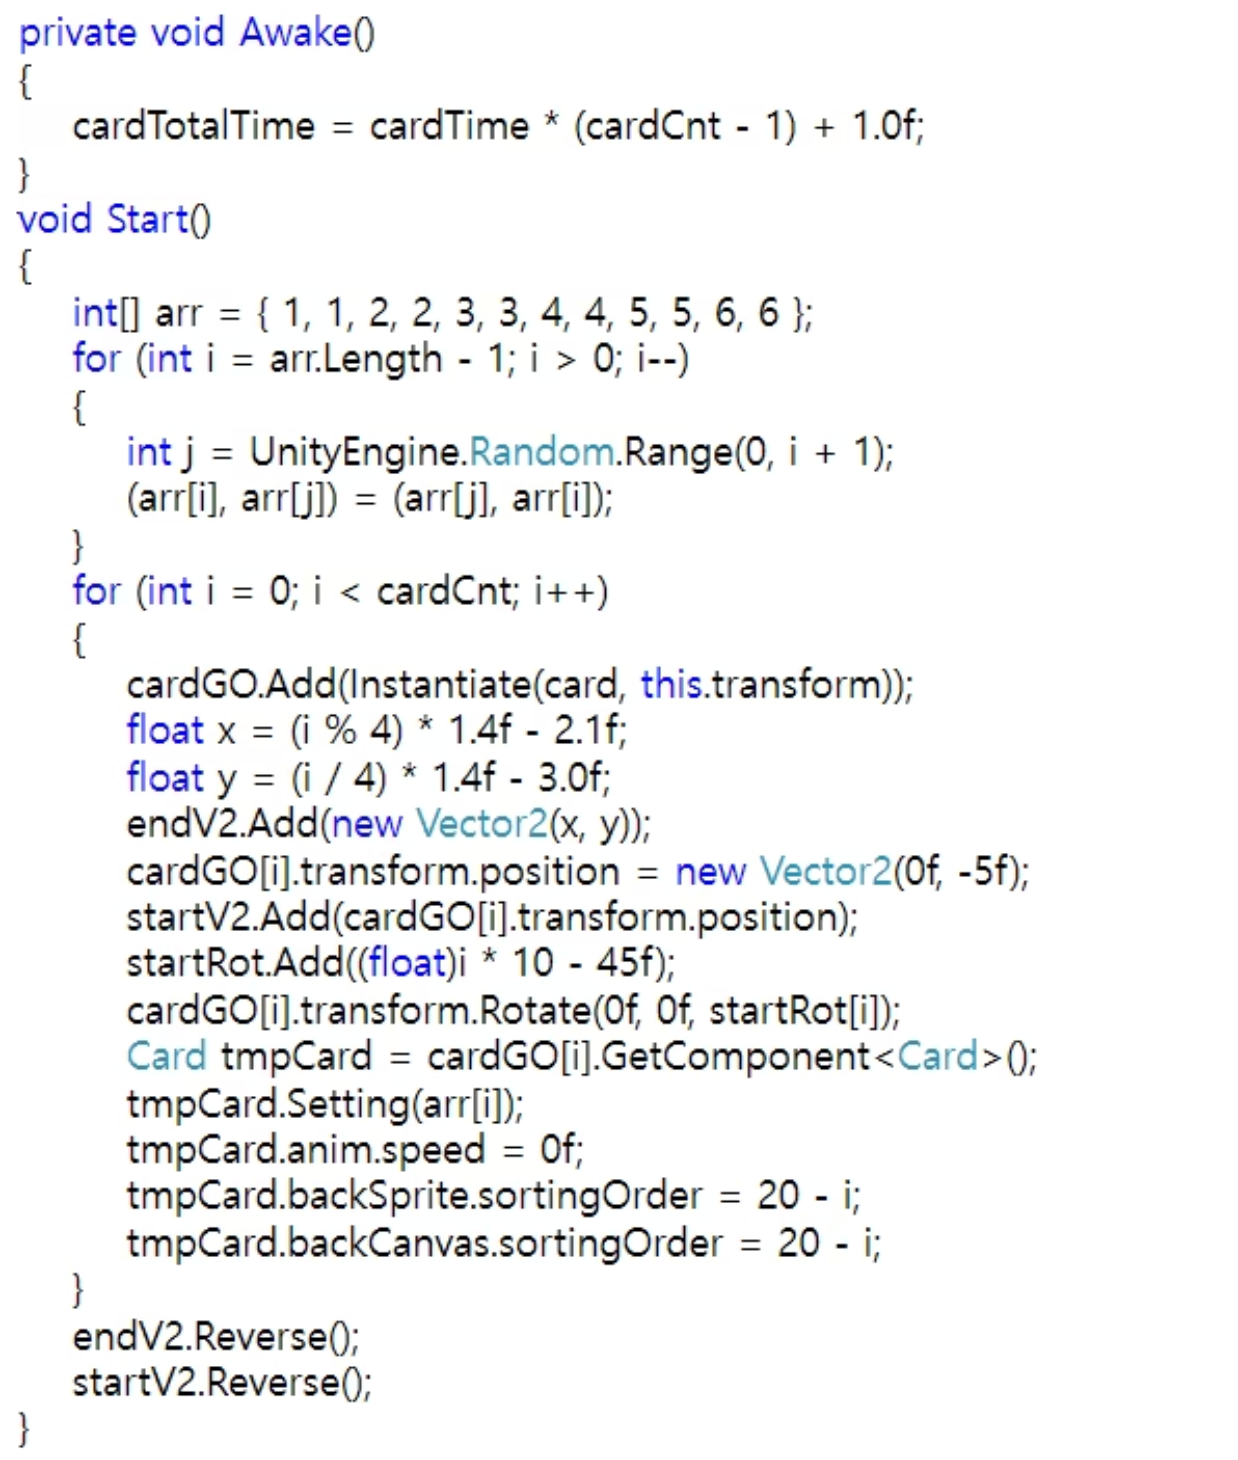 private void Awake()
{
cardTotalTime = cardTime * (cardCnt - 1) + 1.0f;
}
void Start()
{
int[] arr = { 1, 1, 2, 2, 3, 3, 4, 4, 5, 5, 6, 6 };
for (int i = arr.Length - 1; i > 0; i--)
{
int j = UnityEngine.Random.Range(0, i + 1);
(arr[i], arr[j]) = (arr[j], arr[i]);
}
for (int i = 0; i < cardCnt; i++)
{
cardGO.Add(Instantiate(card, this.transform));
float x = (i % 4) * 1.4f - 2.1f;
float y = (i / 4) * 1.4f - 3.0f;
endV2.Add(new Vector2(x, y));
cardGO[i].transform.position = new Vector2(0f, -5f);
startV2.Add(cardGO[i].transform.position);
startRot.Add((float)i * 10 - 45f);
cardGO[i].transform.Rotate(0f, 0f, startRot[i]);
Card tmpCard = cardGO[i].GetComponent<Card>();
tmpCard.Setting(arr[i]);
tmpCard.anim.speed = 0f;
tmpCard.backSprite.sortingOrder = 20 - i;
tmpCard.backCanvas.sortingOrder = 20 - i;
}
endV2.Reverse();
startV2.Reverse();
}